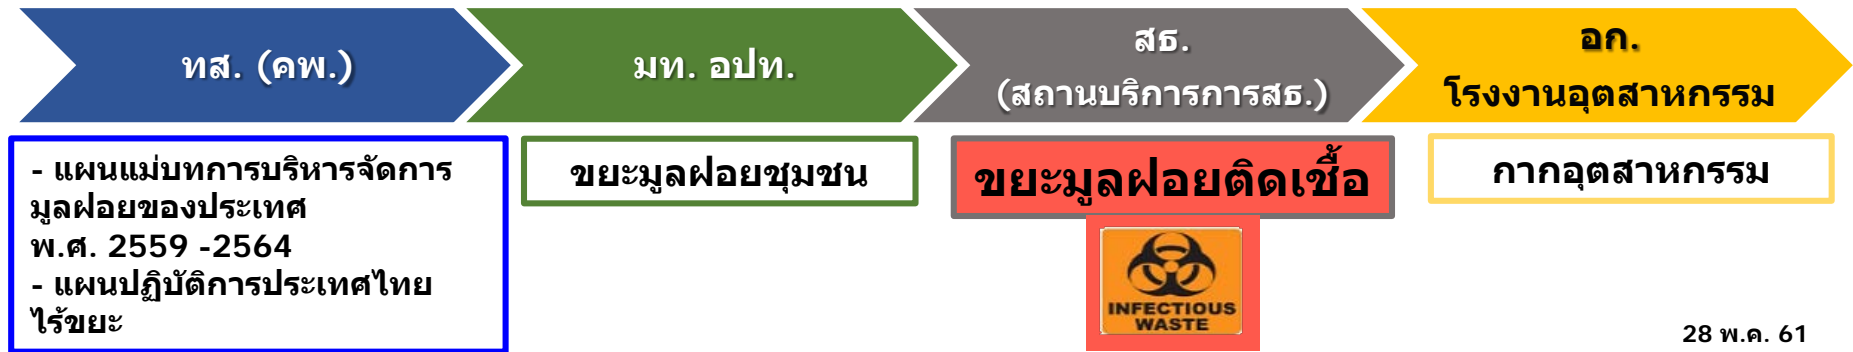 ทส. (คพ.)
มท. อปท.
สธ.
(สถานบริการการสธ.)
อก.
โรงงานอุตสาหกรรม
- แผนแม่บทการบริหารจัดการ
มูลฝอยของประเทศ
พ.ศ. 2559 -2564
- แผนปฏิบัติการประเทศไทย
ไร้ขยะ
ขยะมูลฝอยชุมชน
ขยะมูลฝอยติดเชื้อ
INFECTIOUS
WASTE
กากอุตสาหกรรม
28 พ.ค. 61